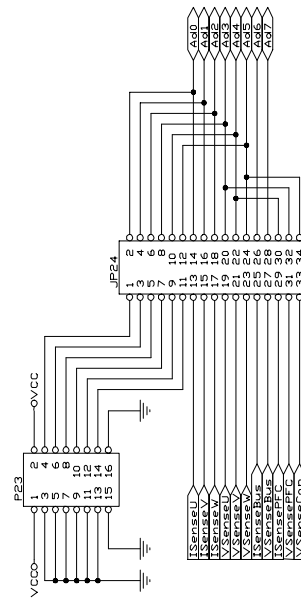 Ad0
Ad1
Ad2
Ad3
Ad4
Ad5
Ad6
Ad7
JP24
2 4 6 8 10 12 14 16 18 20 22 24 26 28 30 32 34
1 3 5 7 9 11 13 15 17 19 21 23 25 27 29 31 33
VCC
P23
2 4 6 8 10 12 14 16
1 3 5 7 9 11 13 15
VCC
ISenseU
ISenseV
ISenseW
VSenseU
VSenseV
VSenseW
ISenseBus
VSenseBus
ISensePFC
VSensePFC